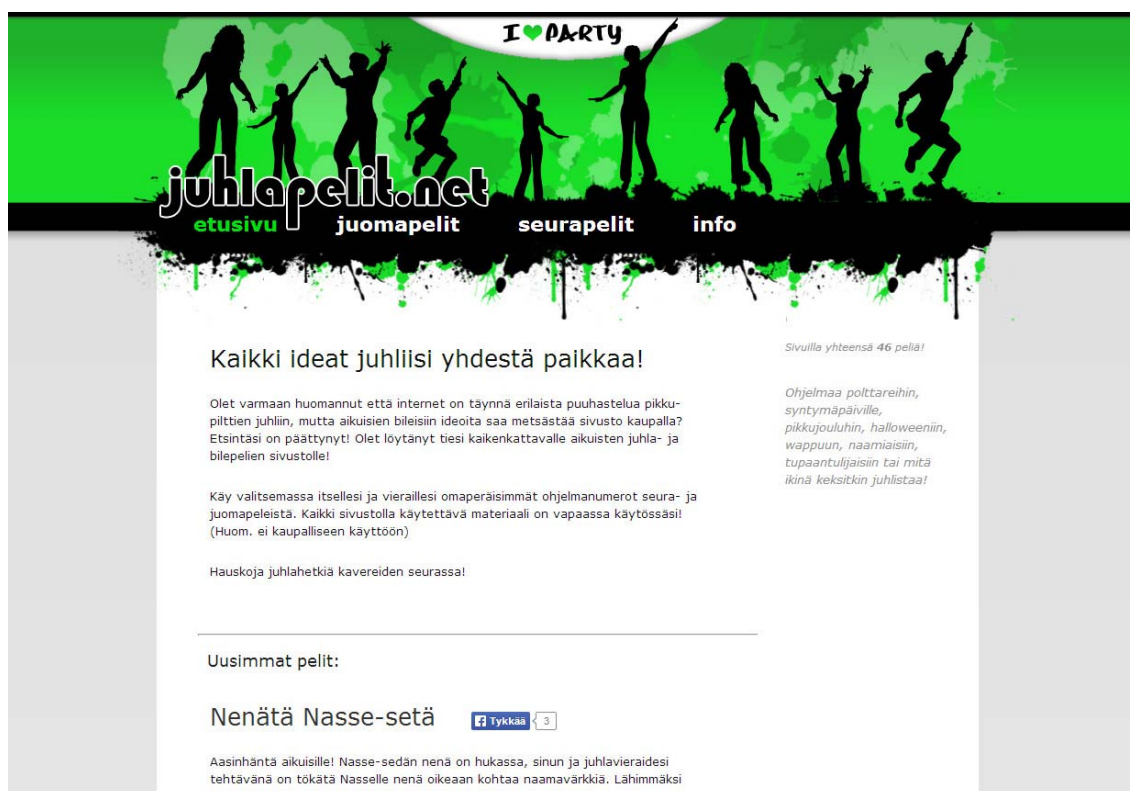 I PARTY
juhlapelit.net
etusivu juomapelit seurapelit info
Kaikki ideat juhliisi yhdestä paikkaa!
Olet varmaan huomannut että internet on täynnä erilaista puuhastelua pikku-
pilttien juhliin, mutta aikuisien bileisiin ideoita saa metsästää sivusto kaupalla?
Etsintäsi on päättynyt! Olet löytänyt tiesi kaikenkattavalle aikuisten juhla- ja
bilepelien sivustolle!
Käy valitsemassa itsellesi ja vieraillesi omaperäisimmät ohjelmanumerot seura- ja
juomapeleistä. Kaikki sivustolla käytettävä materiaali on vapaassa käytössäsi!
(Huom. ei kaupalliseen käyttöön)
Hauskoja juhlahetkiä kavereiden seurassa!
Sivuilla yhteensä 46 peliä!
Ohjelmaa polttareihin,
syntymäpäiville,
pikkujouluhin, halloweeniin,
wappuun, naamiaisiin,
tupaantulijaisiin tai mitä
ikinä keksitkin juhlistaa!
Uusimmat pelit:
Nenätä Nasse-setä
Tykkää 3
Aasinhäntä aikuisille! Nasse-sedän nenä on hukassa, sinun ja juhlavieraidesi
tehtävänä on tökätä Nasselle nenä oikeaan kohtaa naamavärkkiä. Lähimmäksi